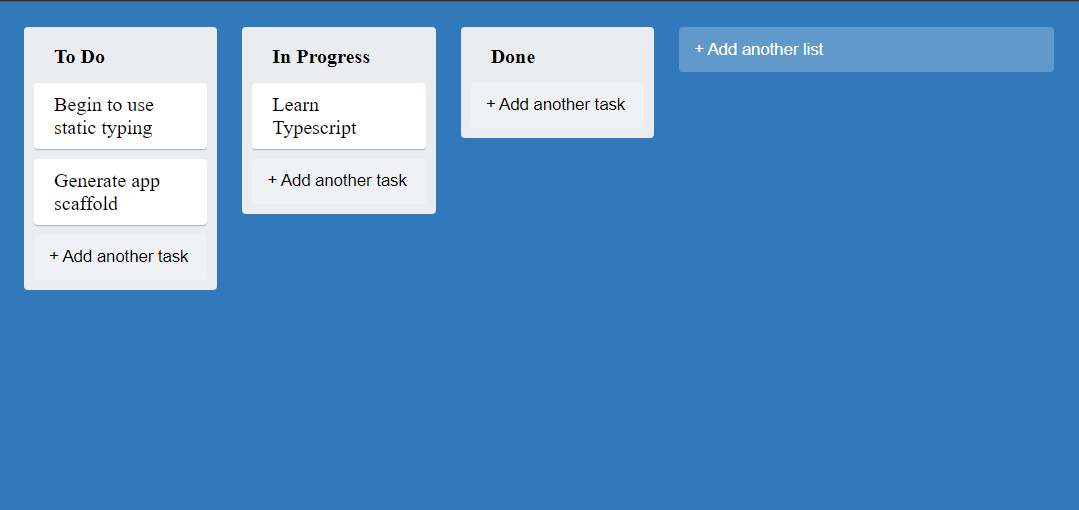 To Do
Begin to use
static typing
Generate app
scaffold
+ Add another task
In Progress
Learn
Typescript
+ Add another task
Done
+ Add another task
+ Add another list